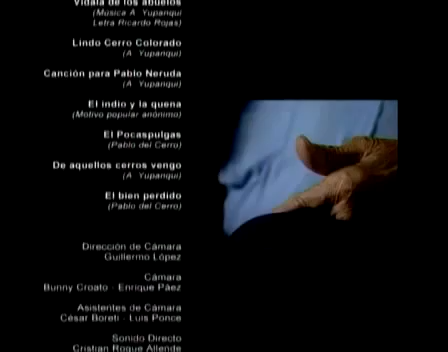 Vidala de los abuelos
(Música A Yupanqui
Letra Ricardo Rojas)
Lindo Cerro Colorado
(A Yupanqui)
Canción para Pablo Neruda
(A Yupanqui)
El indio y la quena
(Motivo popular anónimo)
El Pocaspulgas
(Pablo del Cerro)
De aquellos cerros vengo
(A Yupanqui)
El bien perdido
(Pablo del Cerro)
Dirección de Cámara
Guillermo López
Cámara
Bunny Croato - Enrique Páez
Asistentes de Cámara
César Boreti - Luis Ponce
Sonido Directo
Cristian Roque Allende